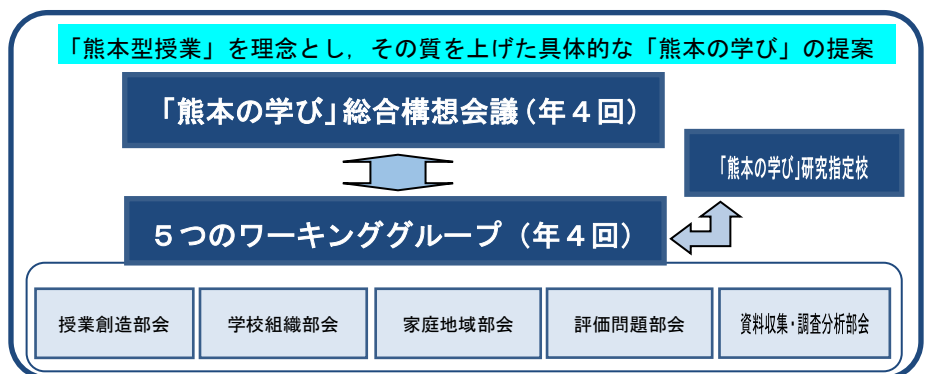 「熊本型授業」を理念とし，その質を上げた具体的な「熊本の学び」の提案
「熊本の学び」総合構想会議（年４回）
「熊本の学び」研究指定校
５つのワーキンググループ（年４回）
授業創造部会
学校組織部会
家庭地域部会
評価問題部会
資料収集・調査分析部会